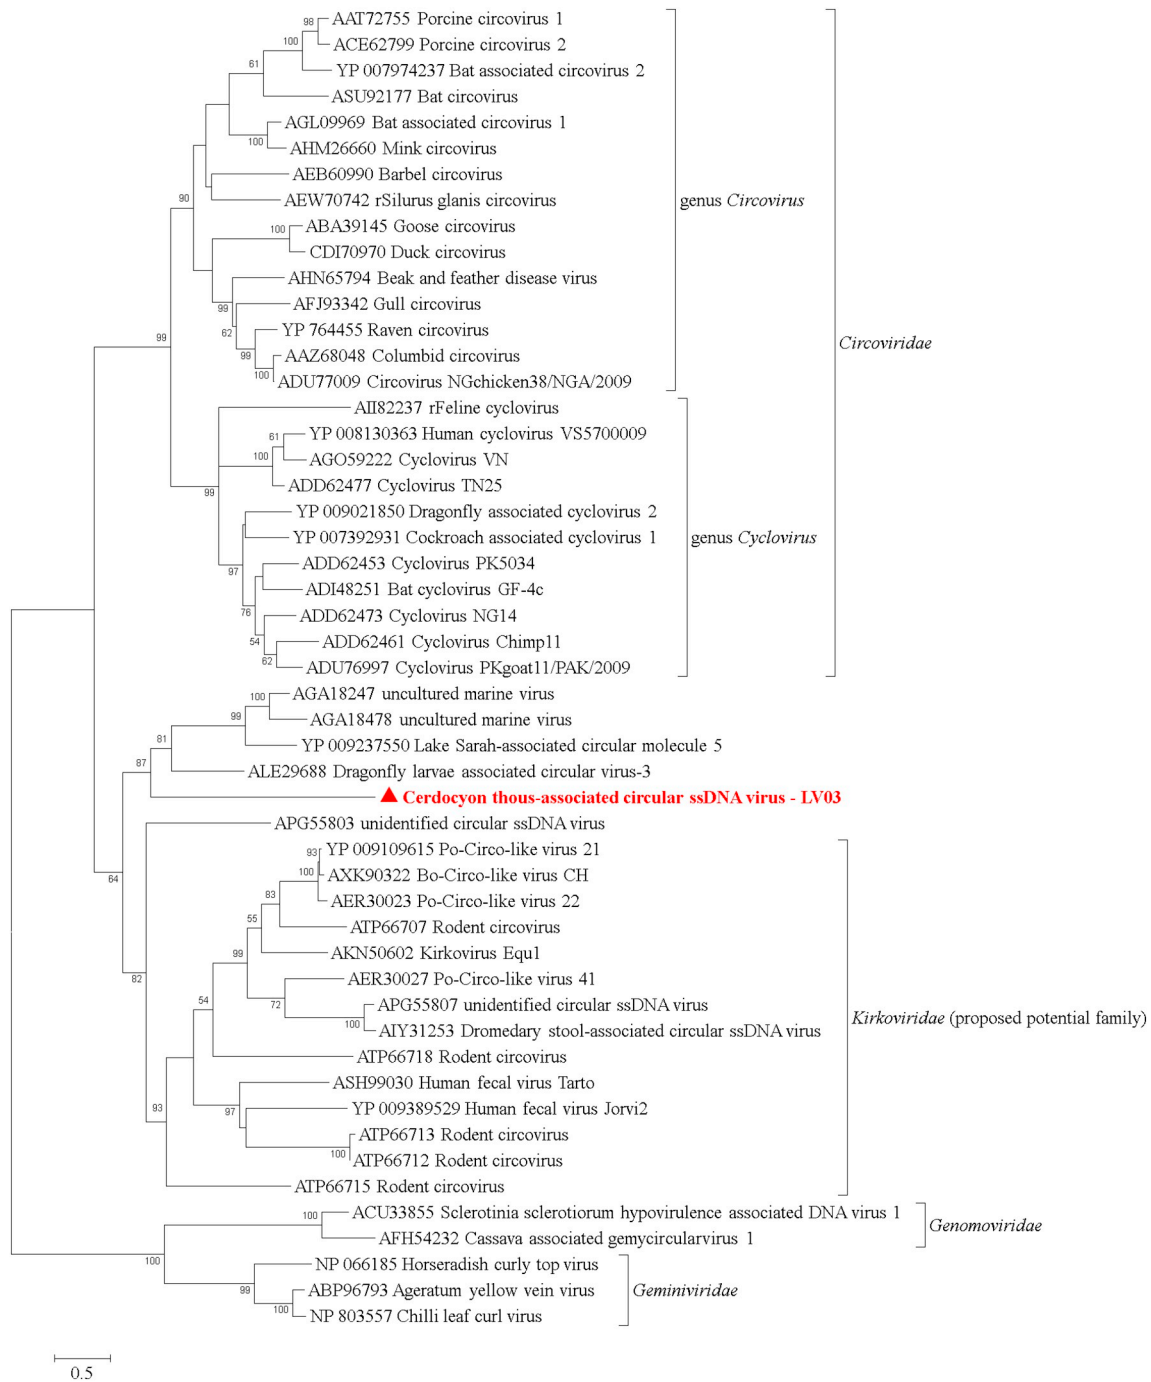 AAT72755 Porcine circovirus 1
98
ACE62799 Porcine circovirus 2
100
YP 007974237 Bat associated circovirus 2
61
ASU92177 Bat circovirus
AGL09969 Bat associated circovirus 1
100
AHM26660 Mink circovirus
AEB60990 Barbel circovirus
90
AEW70742 rSilurus glanis circovirus
genus Circovirus
ABA39145 Goose circovirus
100
CDI70970 Duck circovirus
AHN65794 Beak and feather disease virus
99
AFJ93342 Gull circovirus
62
YP 764455 Raven circovirus
99
99
Circoviridae
AAZ68048 Columbid circovirus
100
ADU77009 Circovirus NGchicken38/NGA/2009
AII82237 rFeline cyclovirus
YP 008130363 Human cyclovirus VS5700009
61
100
AGO59222 Cyclovirus VN
99
ADD62477 Cyclovirus TN25
YP 009021850 Dragonfly associated cyclovirus 2
YP 007392931 Cockroach associated cyclovirus 1
genus Cyclovirus
97
ADD62453 Cyclovirus PK5034
ADI48251 Bat cyclovirus GF-4c
76
ADD62473 Cyclovirus NG14
54
ADD62461 Cyclovirus Chimp11
62
ADU76997 Cyclovirus PKgoat11/PAK/2009
100
AGA18247 uncultured marine virus
99
AGA18478 uncultured marine virus
81
YP 009237550 Lake Sarah-associated circular molecule 5
87
ALE29688 Dragonfly larvae associated circular virus-3
Cerdocyon thous-associated circular ssDNA virus - LV03
APG55803 unidentified circular ssDNA virus
93
YP 009109615 Po-Circo-like virus 21
100
AXK90322 Bo-Circo-like virus CH
64
83
AER30023 Po-Circo-like virus 22
55
ATP66707 Rodent circovirus
99
AKN50602 Kirkovirus Equ1
82
AER30027 Po-Circo-like virus 41
72
54
APG55807 unidentified circular ssDNA virus
100
AIY31253 Dromedary stool-associated circular ssDNA virus
Kirkoviridae (proposed potential family)
ATP66718 Rodent circovirus
ASH99030 Human fecal virus Tarto
93
97
YP 009389529 Human fecal virus Jorvi2
ATP66713 Rodent circovirus
100
ATP66712 Rodent circovirus
ATP66715 Rodent circovirus
100
ACU33855 Sclerotinia sclerotiorum hypovirulence associated DNA virus 1
Genomoviridae
AFH54232 Cassava associated gemycircularvirus 1
100
NP 066185 Horseradish curly top virus
99
ABP96793 Ageratum yellow vein virus
Geminiviridae
100
NP 803557 Chilli leaf curl virus
0.5